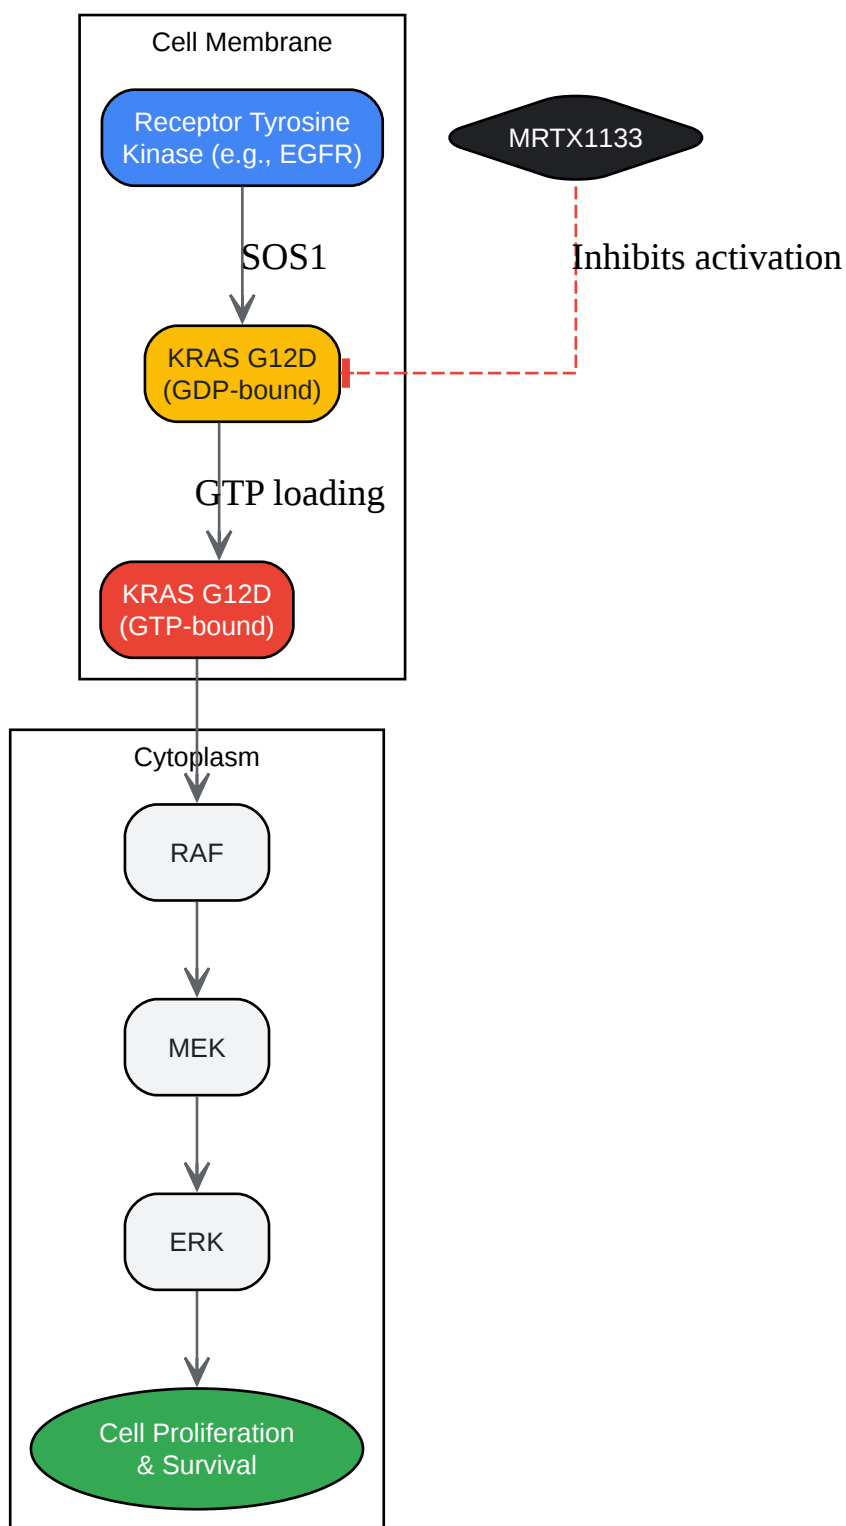 Cell Membrane
Receptor Tyrosine
Kinase (e.g., EGFR)
MRTX1133
SOS1
Inhibits activation
KRAS G12D
(GDP-bound)
GTP loading
KRAS G12D
(GTP-bound)
Cytoplasm
RAF
MEK
ERK
Cell Proliferation
& Survival